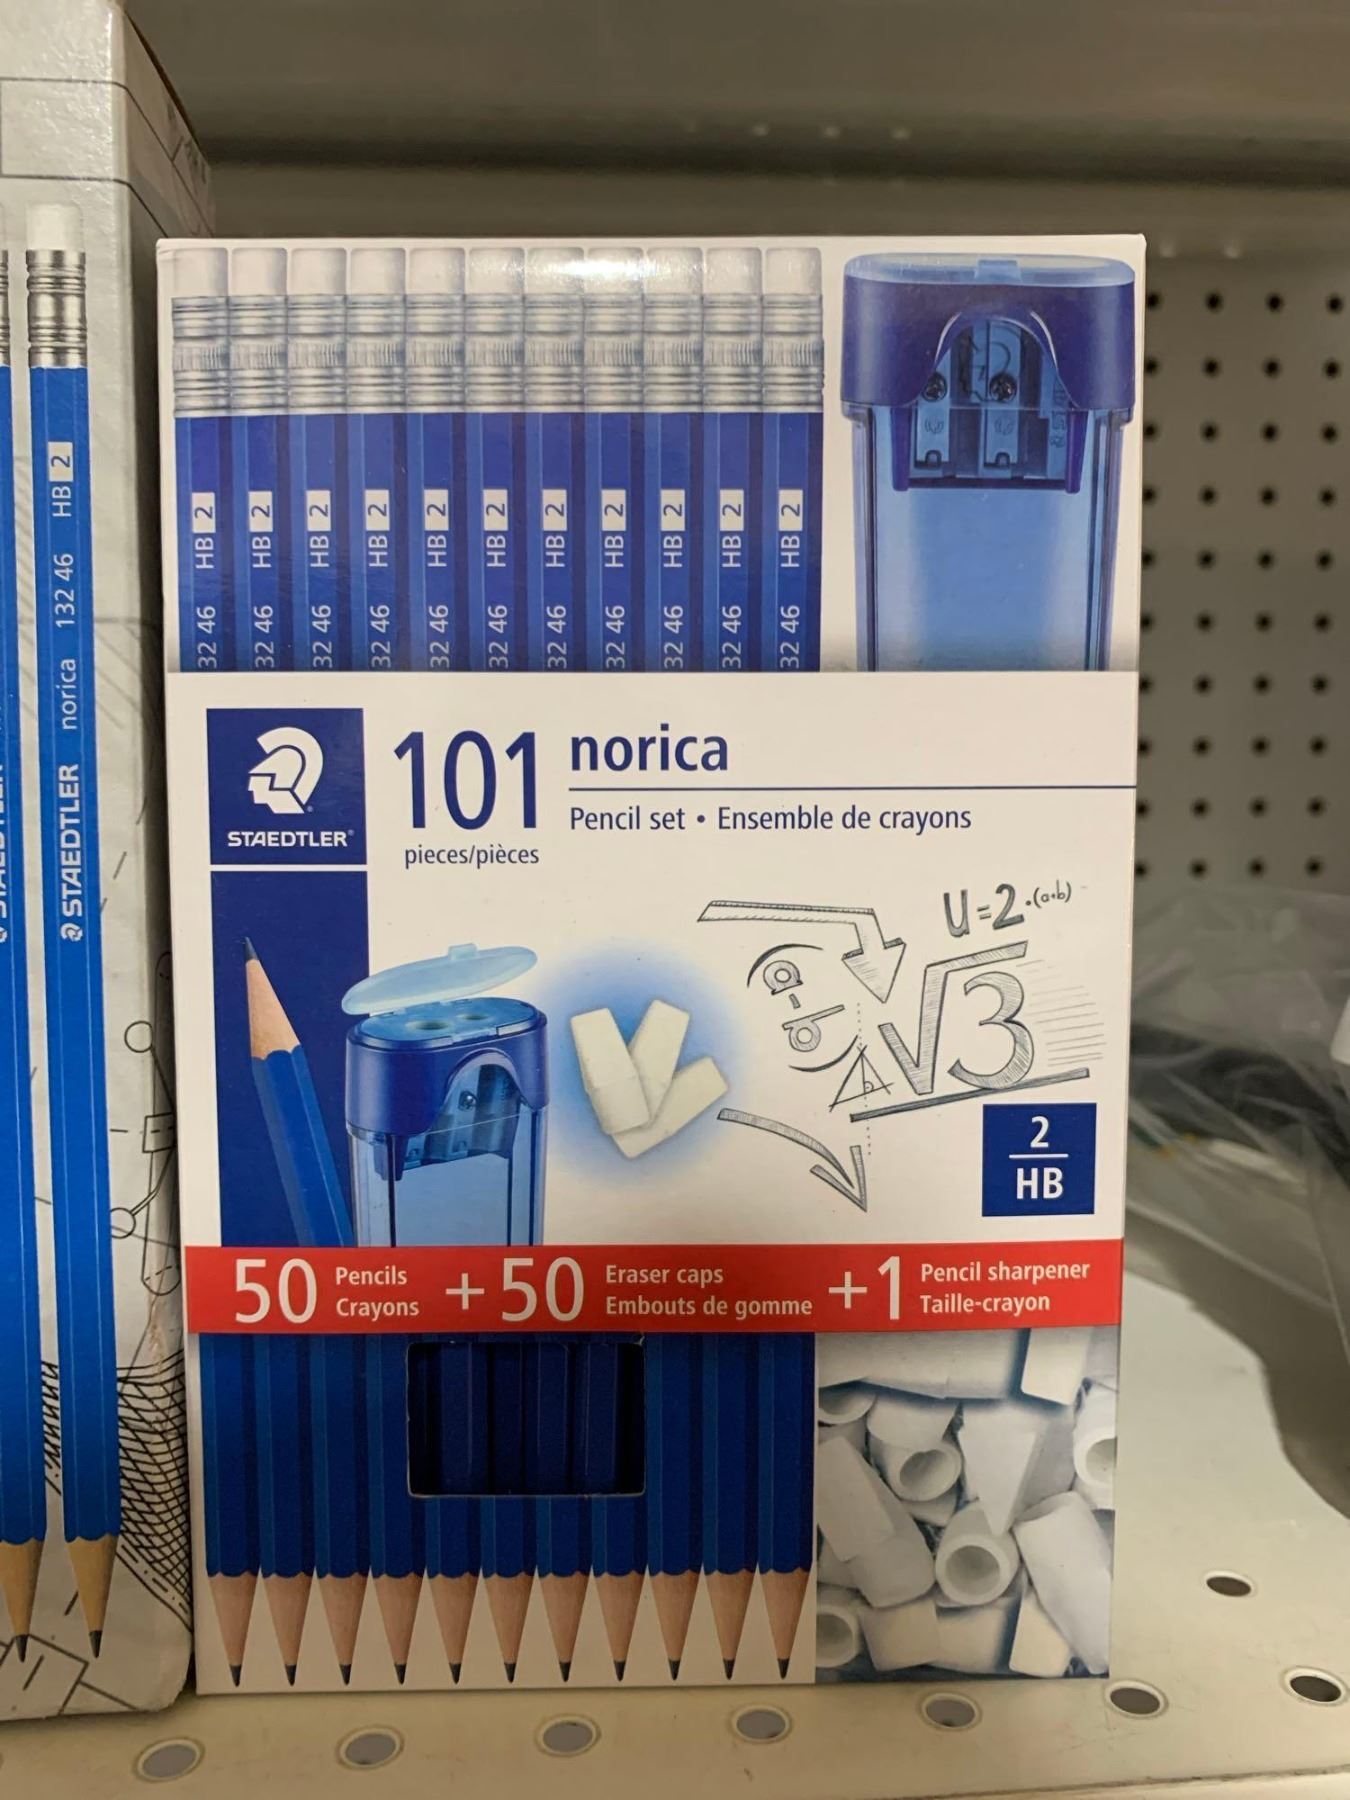 HB 2 HB 2 HB 2 HB 2 HB 2 HB 2 HB 2 HB 2 HB 2 HB 2 HB 2
32 46 32 46 32 46 32 46 32 46 32 46 32 46 32 46 32 46 32 46 32 46
STAEDTLER norica 132 46 HB 2
STAEDTLER®
101
pieces/pièces
norica
Pencil set • Ensemble de crayons
U=2·(a+b)
(a-b)
√3
2
HB
50 Pencils
Crayons
+ 50 Eraser caps
Embouts de gomme
+ 1 Pencil sharpener
Taille-crayon